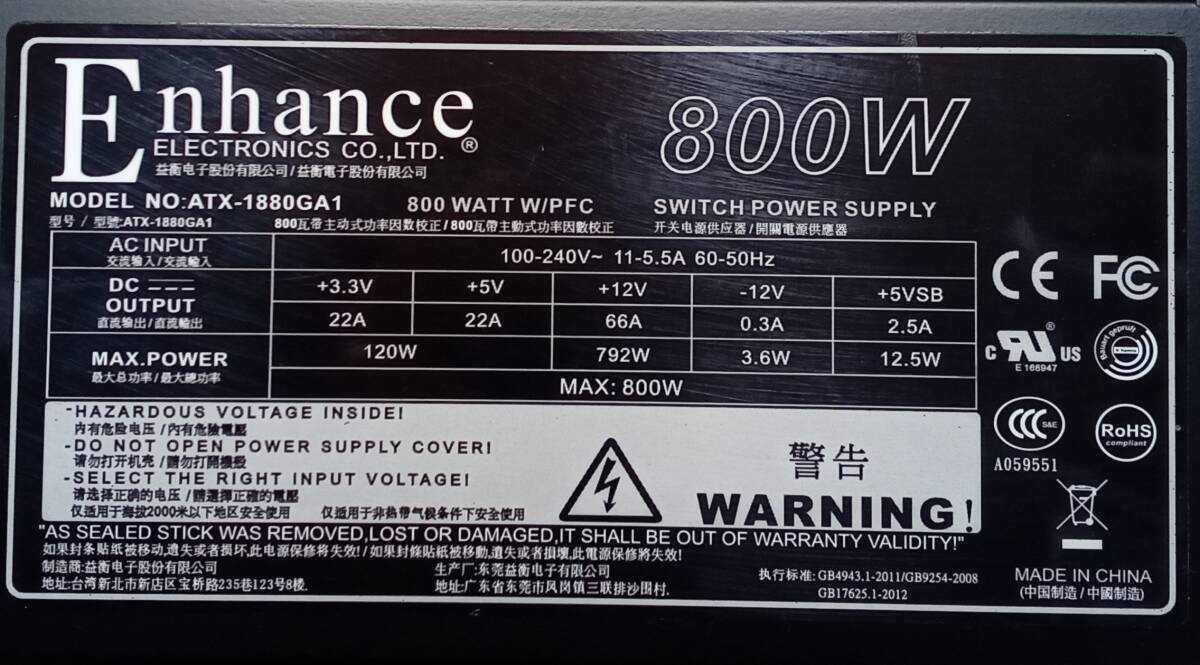 Enhance
ELECTRONICS CO.,LTD. ®
益衡电子股份有限公司/益衡電子股份有限公司
800W
MODEL NO:ATX-1880GA1 800 WATT W/PFC SWITCH POWER SUPPLY
型号 / 型號:ATX-1880GA1 800瓦带主动式功率因数校正/800瓦帶主動式功率因數校正 开关电源供应器/開關電源供應器
AC INPUT 100-240V~ 11-5.5A 60-50Hz
交流输入/交流輸入
DC OUTPUT +3.3V +5V +12V -12V +5VSB
直流输出/直流輸出 22A 22A 66A 0.3A 2.5A
MAX.POWER 120W 792W 3.6W 12.5W
最大总功率/最大總功率 MAX: 800W
CE FC
c RU US ®
E 166947
Bauart geprüft
CCC S&E
A059551
RoHS
compliant
-HAZARDOUS VOLTAGE INSIDE!
内有危险电压/內有危險電壓
-DO NOT OPEN POWER SUPPLY COVER!
请勿打开机壳/請勿打開機殼
-SELECT THE RIGHT INPUT VOLTAGE!
请选择正确的电压/請選擇正確的電壓
仅适用于海拔2000米以下地区安全使用 仅适用于非热带气候条件下安全使用
警告
WARNING!
"AS SEALED STICK WAS REMOVED,LOST OR DAMAGED,IT SHALL BE OUT OF WARRANTY VALIDITY!"
如果封条贴纸被移动,遗失或者损坏,此电源保修将失效!/如果封條貼紙被移動,遺失或者損壞,此電源保修將失效!
制造商:益衡电子股份有限公司 生产厂:东莞益衡电子有限公司
地址:台湾新北市新店区宝桥路235巷123号8楼. 地址:广东省东莞市凤岗镇三联排沙围村.
执行标准: GB4943.1-2011/GB9254-2008
GB17625.1-2012
MADE IN CHINA
(中国制造/中國製造)